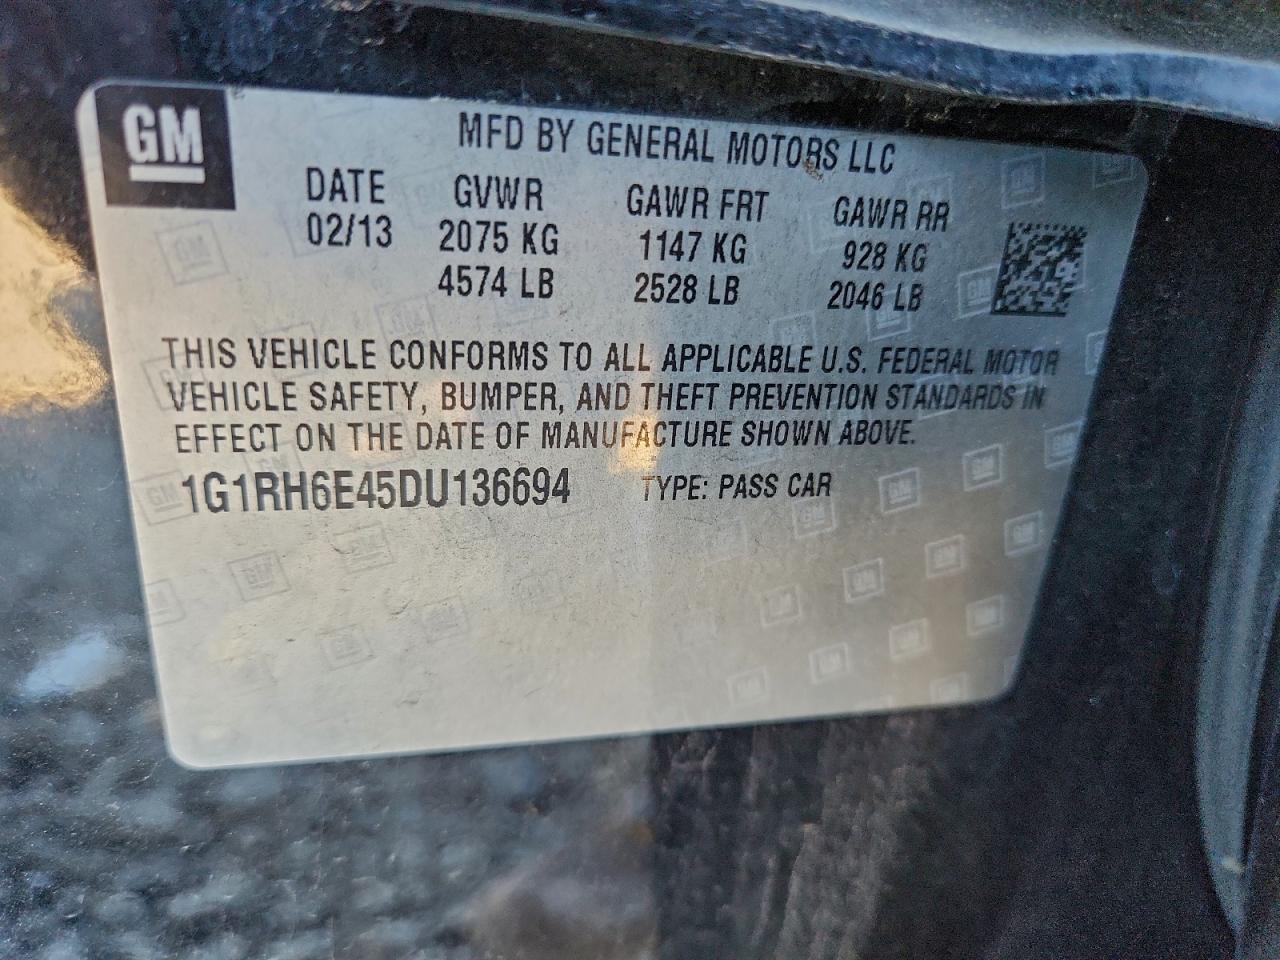 GM
MFD BY GENERAL MOTORS LLC
DATE GVWR GAWR FRT GAWR RR
02/13 2075 KG 1147 KG 928 KG
4574 LB 2528 LB 2046 LB
THIS VEHICLE CONFORMS TO ALL APPLICABLE U.S. FEDERAL MOTOR
VEHICLE SAFETY, BUMPER, AND THEFT PREVENTION STANDARDS IN
EFFECT ON THE DATE OF MANUFACTURE SHOWN ABOVE.
1G1RH6E45DU136694 TYPE: PASS CAR